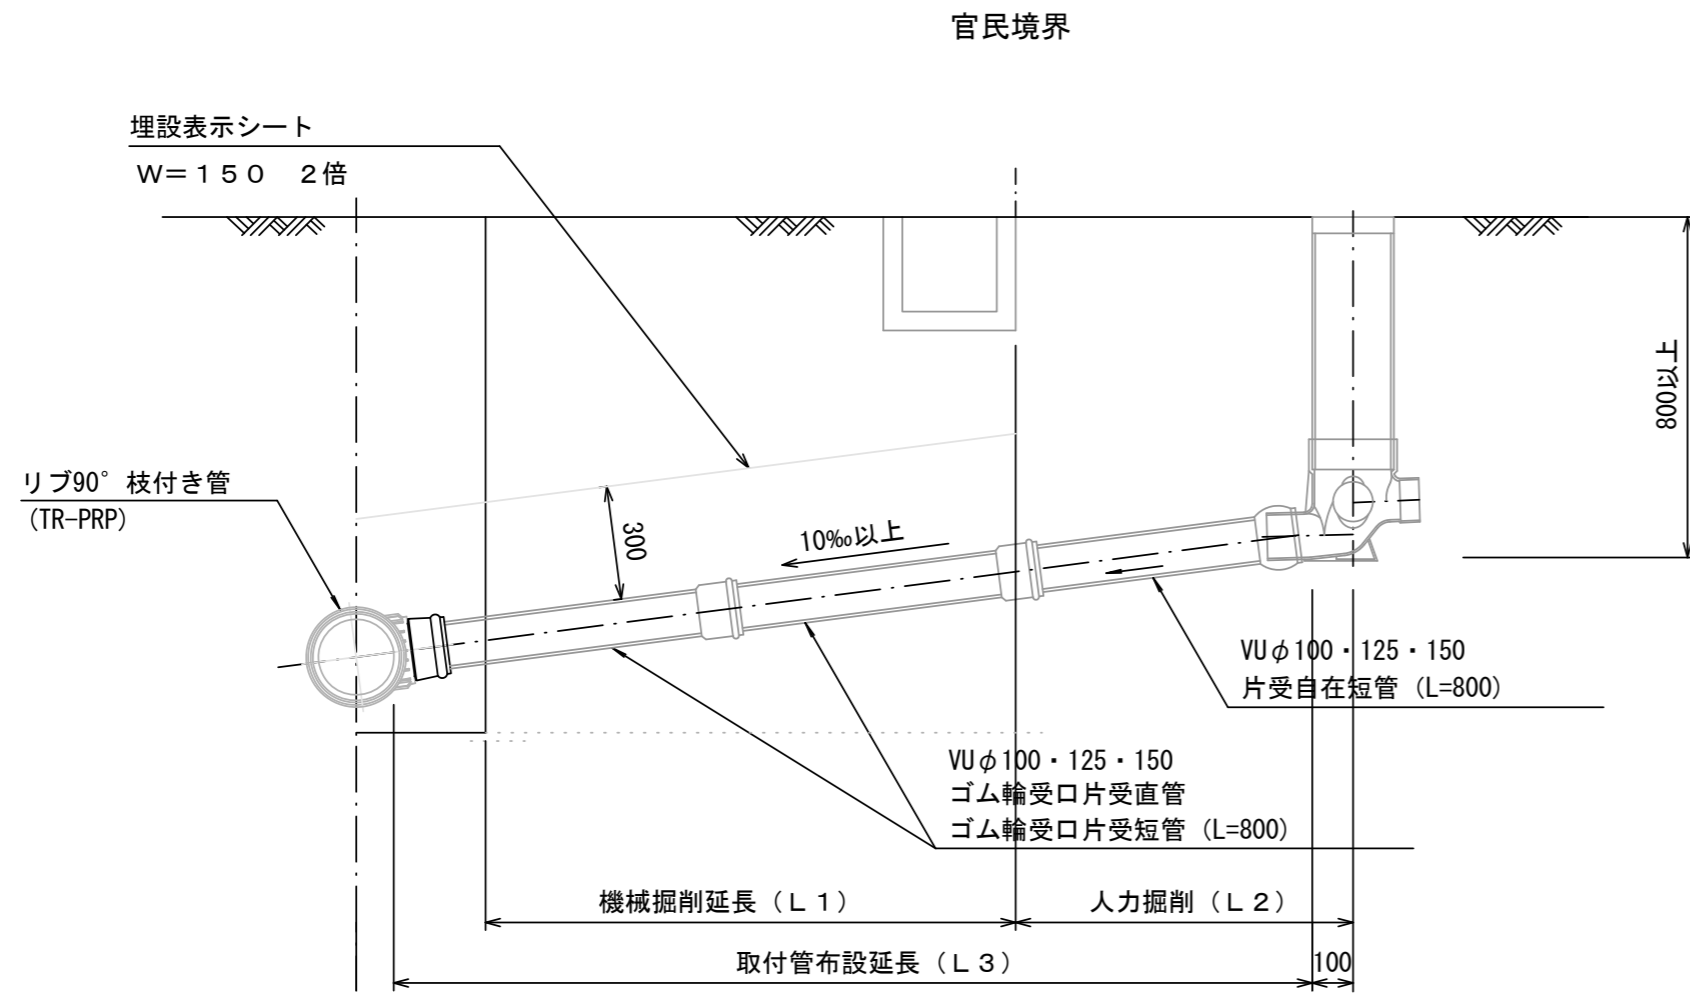 官民境界
埋設表示シート
W=150　2倍
800以上
リブ90°枝付き管
(TR-PRP)
300
10‰以上
VUφ100・125・150
片受自在短管 (L=800)
VUφ100・125・150
ゴム輪受口片受直管
ゴム輪受口片受短管 (L=800)
機械掘削延長（L1）
人力掘削（L2）
取付管布設延長（L3）
100